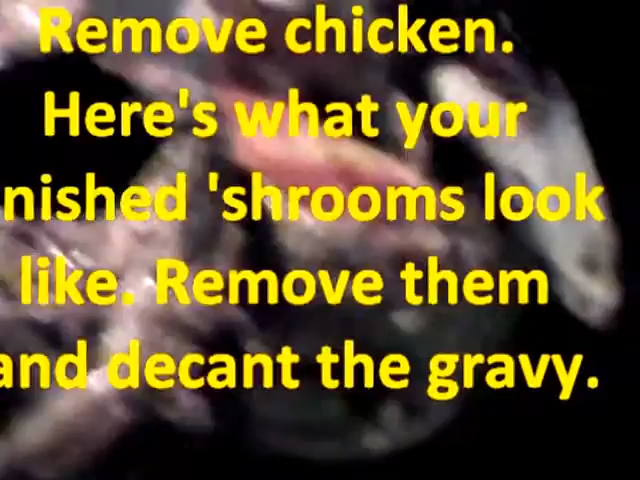 Remove chicken.
Here's what your
nished 'shrooms look
like. Remove them
and decant the gravy.